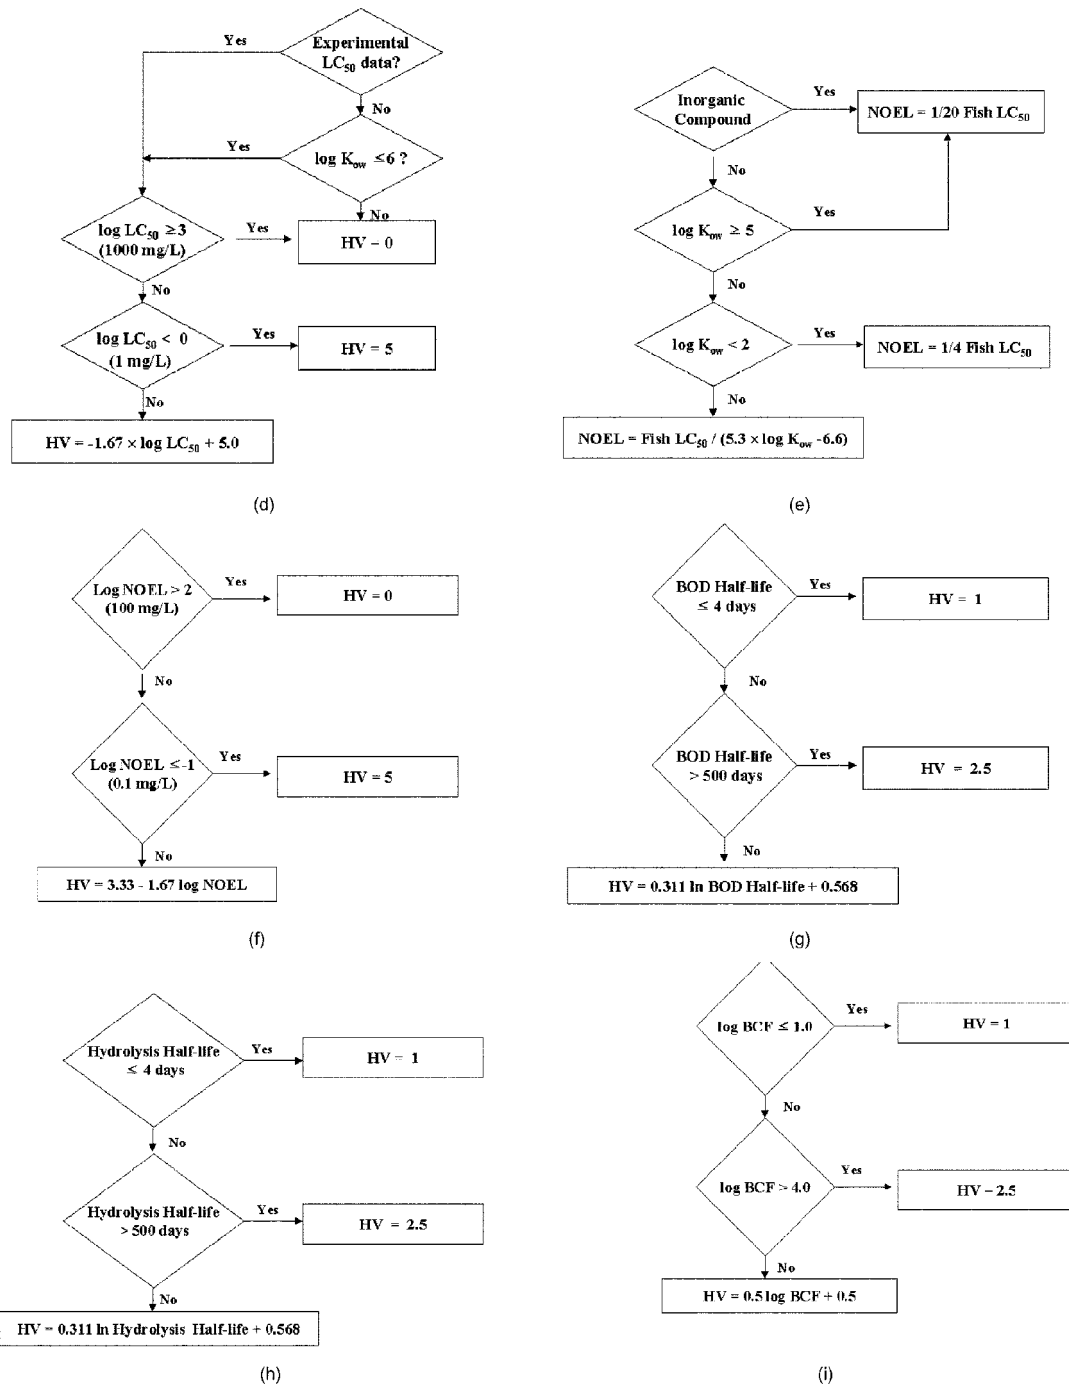 Experimental
LC50 data?
Yes
No
log Kow ≤6 ?
Yes
No
log LC50 ≥3
(1000 mg/L)
Yes
HV – 0
No
log LC50 < 0
(1 mg/L)
Yes
HV = 5
No
HV = -1.67 × log LC50 + 5.0
(d)
Inorganic
Compound
Yes
NOEL = 1/20 Fish LC50
No
log Kow ≥ 5
Yes
No
log Kow < 2
Yes
NOEL = 1/4 Fish LC50
No
NOEL = Fish LC50 / (5.3 × log Kow -6.6)
(e)
Log NOEL > 2
(100 mg/L)
Yes
HV = 0
No
Log NOEL ≤-1
(0.1 mg/L)
Yes
HV = 5
No
HV = 3.33 - 1.67 log NOEL
(f)
BOD Half-life
≤ 4 days
Yes
HV = 1
No
BOD Half-life
> 500 days
Yes
HV = 2.5
No
HV = 0.311 ln BOD Half-life + 0.568
(g)
Hydrolysis Half-life
≤ 4 days
Yes
HV = 1
No
Hydrolysis Half-life
> 500 days
Yes
HV = 2.5
No
HV = 0.311 ln Hydrolysis Half-life + 0.568
(h)
log BCF ≤ 1.0
Yes
HV = 1
No
log BCF > 4.0
Yes
HV – 2.5
No
HV = 0.5 log BCF + 0.5
(i)